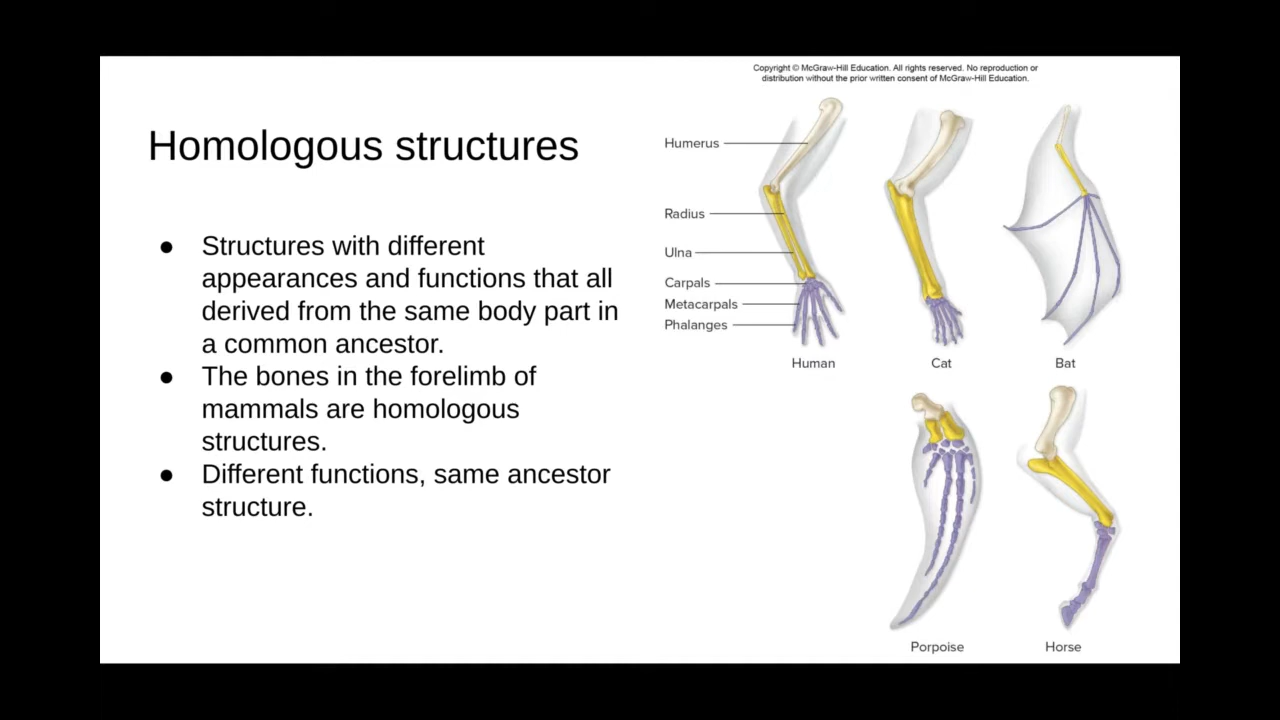 Copyright © McGraw-Hill Education. All rights reserved. No reproduction or
distribution without the prior written consent of McGraw-Hill Education.
Homologous structures
● Structures with different
appearances and functions that all
derived from the same body part in
a common ancestor.
● The bones in the forelimb of
mammals are homologous
structures.
● Different functions, same ancestor
structure.
Humerus
Radius
Ulna
Carpals
Metacarpals
Phalanges
Human
Cat
Bat
Porpoise
Horse